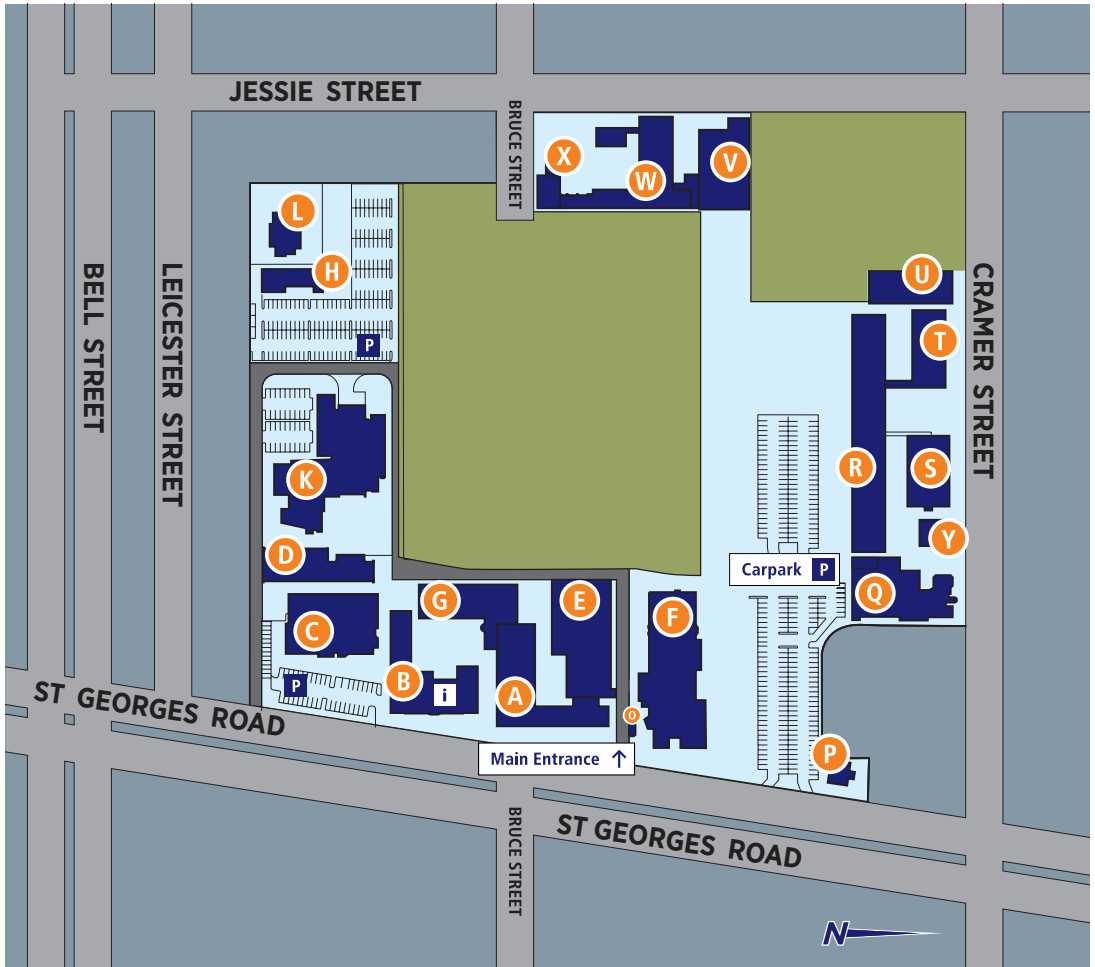 JESSIE STREET
BRUCE STREET
X
W
V
L
H
P
U
T
BELL STREET
LEICESTER STREET
CRAMER STREET
K
R
S
Y
D
Carpark P
Q
G
E
F
C
B
i
A
P
O
ST GEORGES ROAD
Main Entrance ↑
P
BRUCE STREET
ST GEORGES ROAD
N